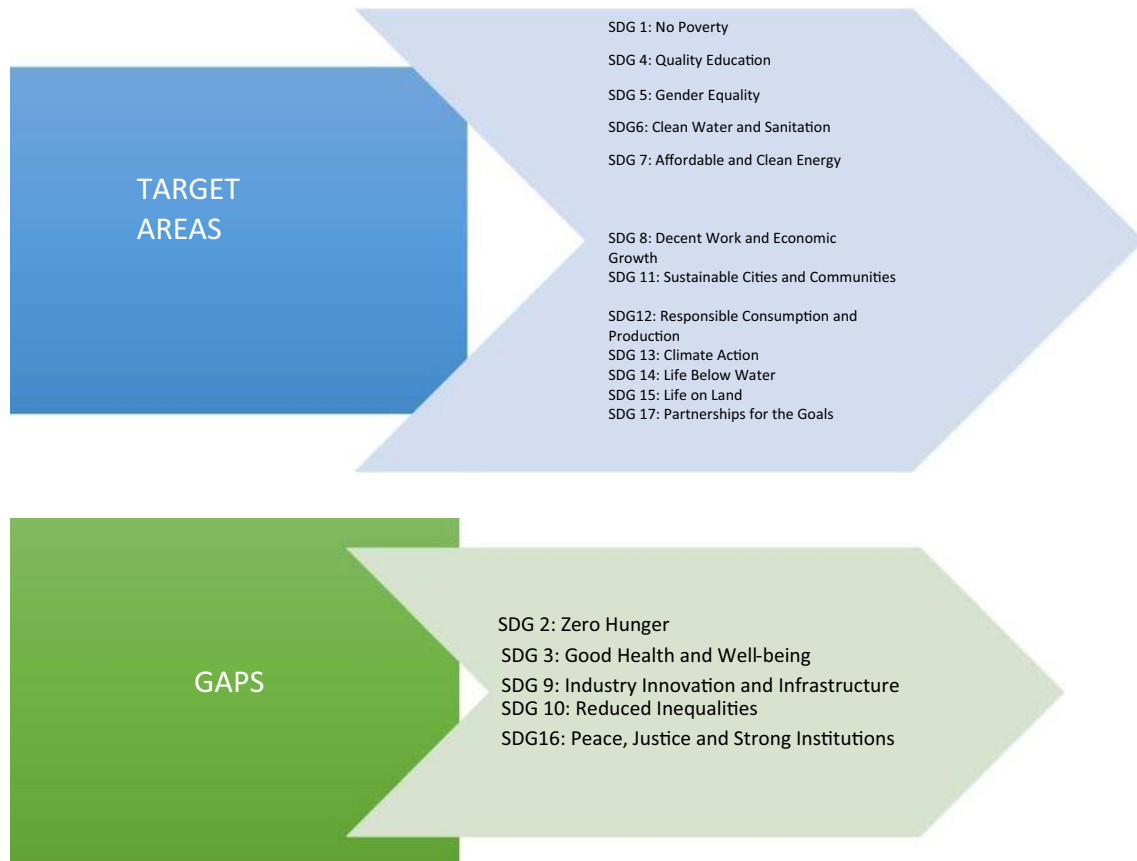 SDG 1: No Poverty
SDG 4: Quality Education
SDG 5: Gender Equality
SDG6: Clean Water and Sanitation
SDG 7: Affordable and Clean Energy
TARGET
AREAS
SDG 8: Decent Work and Economic
Growth
SDG 11: Sustainable Cities and Communities
SDG12: Responsible Consumption and
Production
SDG 13: Climate Action
SDG 14: Life Below Water
SDG 15: Life on Land
SDG 17: Partnerships for the Goals
GAPS
SDG 2: Zero Hunger
SDG 3: Good Health and Well-being
SDG 9: Industry Innovation and Infrastructure
SDG 10: Reduced Inequalities
SDG16: Peace, Justice and Strong Institutions